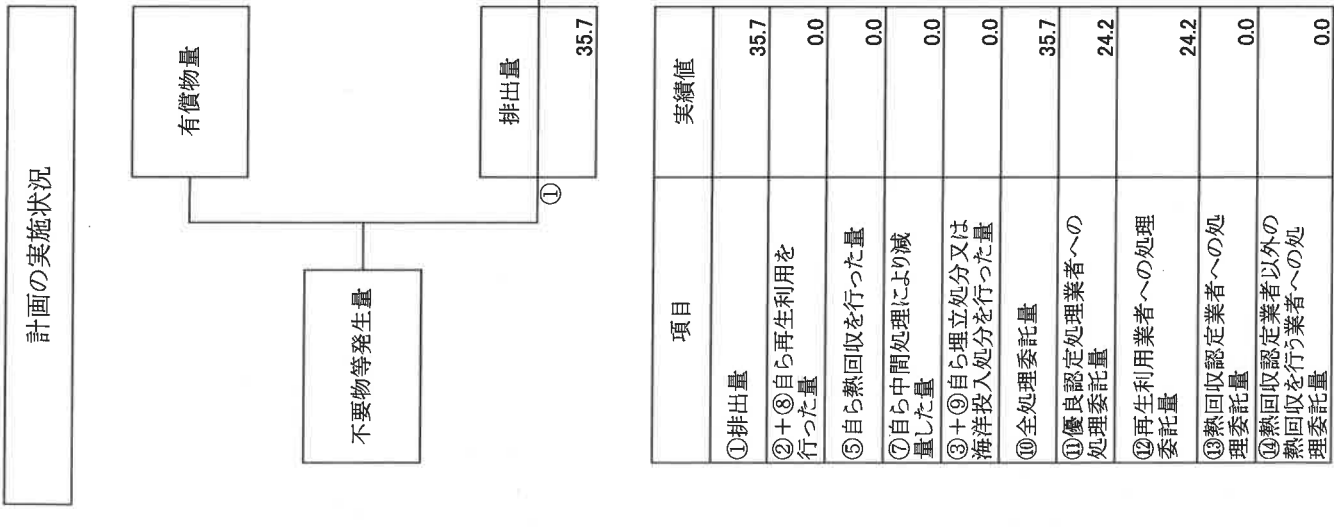 計画の実施状況
有償物量
不要物等発生量
①
排出量
35.7
項目
実績値
①排出量
35.7
②+⑧自ら再生利用を
行った量
0.0
⑤自ら熱回収を行った量
0.0
⑦自ら中間処理により減
量した量
0.0
③+⑨自ら埋立処分又は
海洋投入処分を行った量
0.0
⑩全処理委託量
35.7
⑪優良認定処理業者への
処理委託量
24.2
⑫再生利用業者への処理
委託量
24.2
⑬熱回収認定業者への処
理委託量
0.0
⑭熱回収認定業者以外の
熱回収を行う業者への処
理委託量
0.0